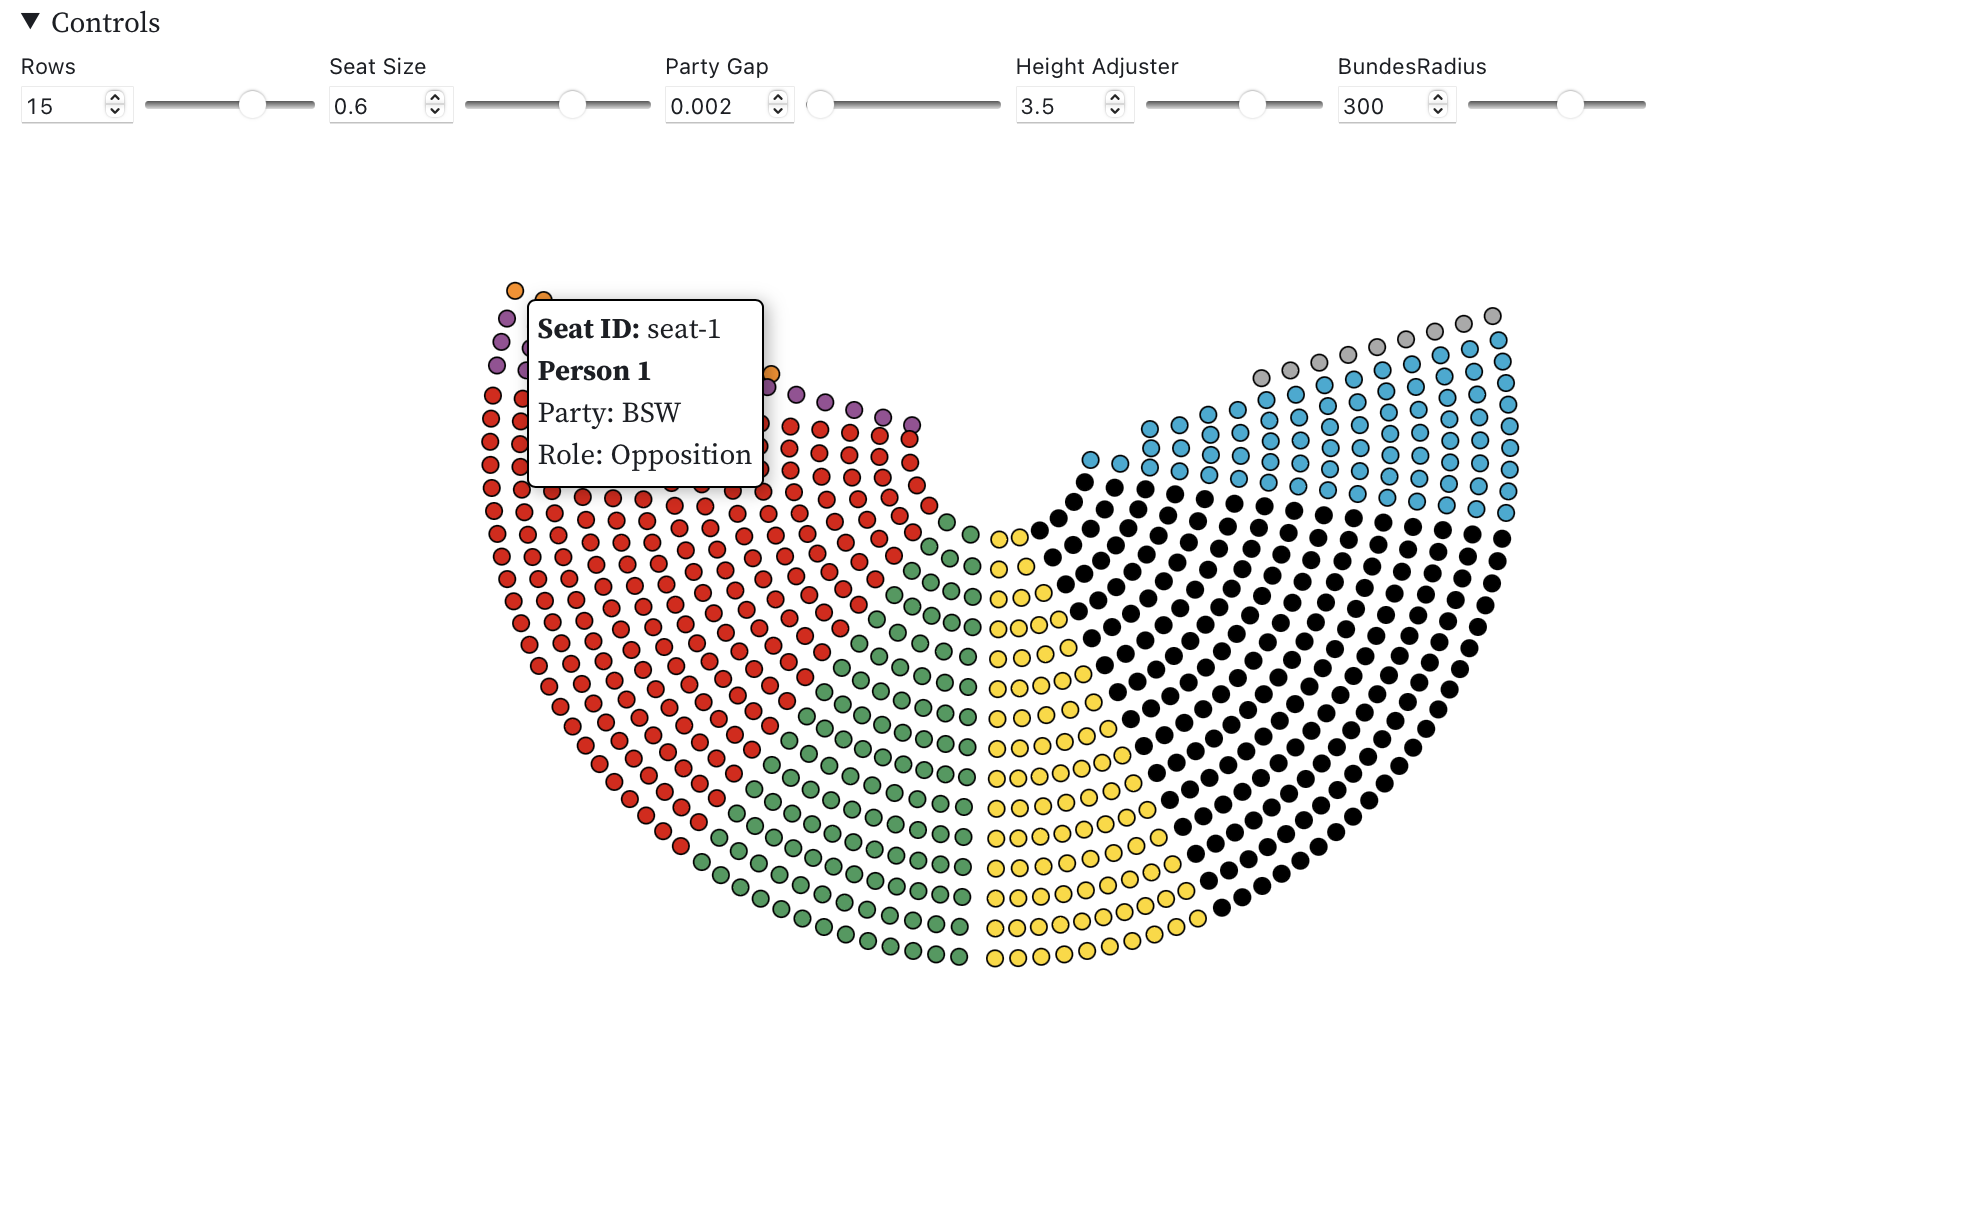 ▼ Controls
Rows Seat Size Party Gap Height Adjuster BundesRadius
15 0.6 0.002 3.5 300
Seat ID: seat-1
Person 1
Party: BSW
Role: Opposition